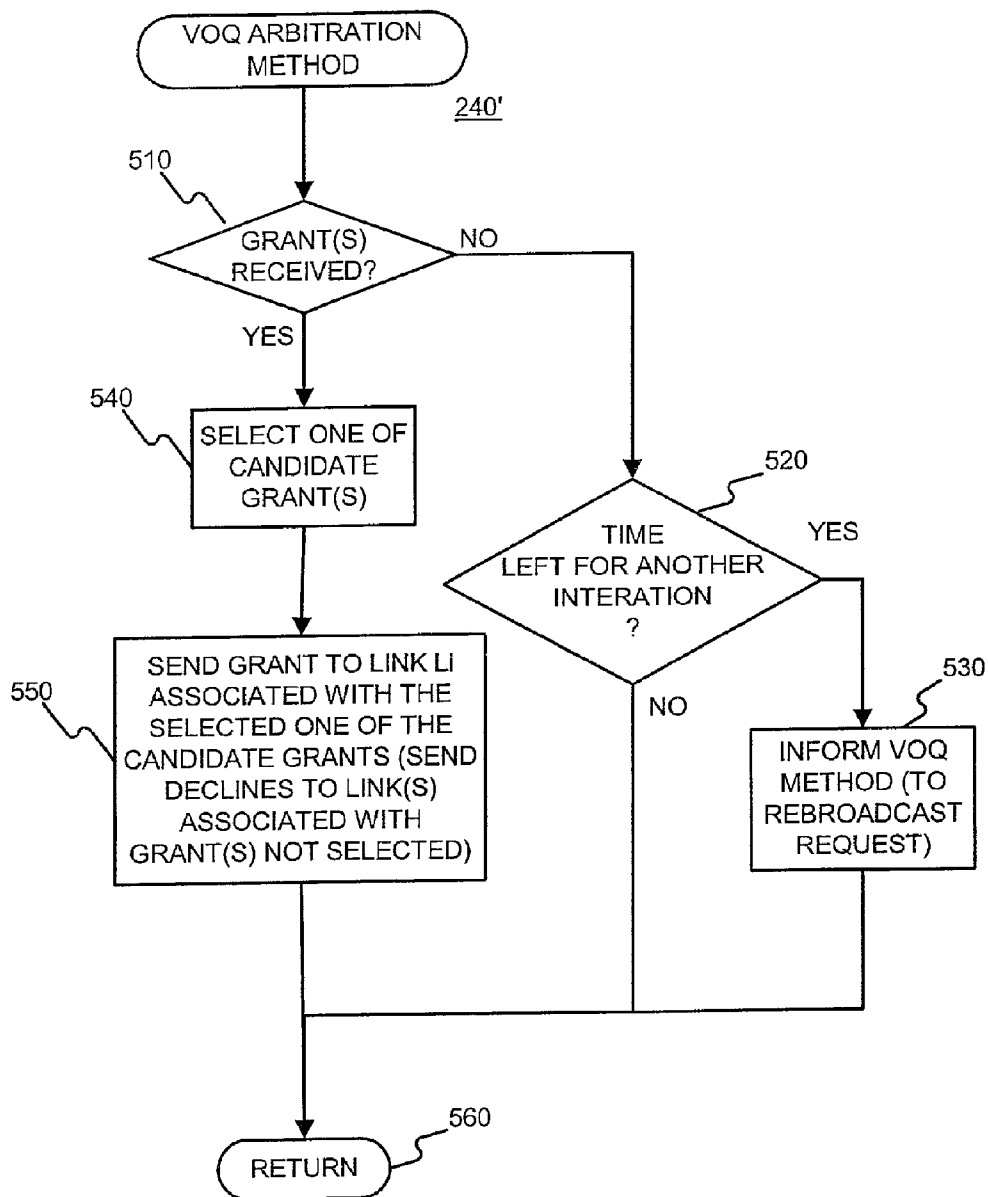 VOQ ARBITRATION
METHOD
240'
510
GRANT(S)
RECEIVED?
NO
YES
540
SELECT ONE OF
CANDIDATE
GRANT(S)
520
TIME
LEFT FOR ANOTHER
INTERATION
?
YES
NO
550
SEND GRANT TO LINK LI
ASSOCIATED WITH THE
SELECTED ONE OF THE
CANDIDATE GRANTS (SEND
DECLINES TO LINK(S)
ASSOCIATED WITH
GRANT(S) NOT SELECTED)
530
INFORM VOQ
METHOD (TO
REBROADCAST
REQUEST)
560
RETURN